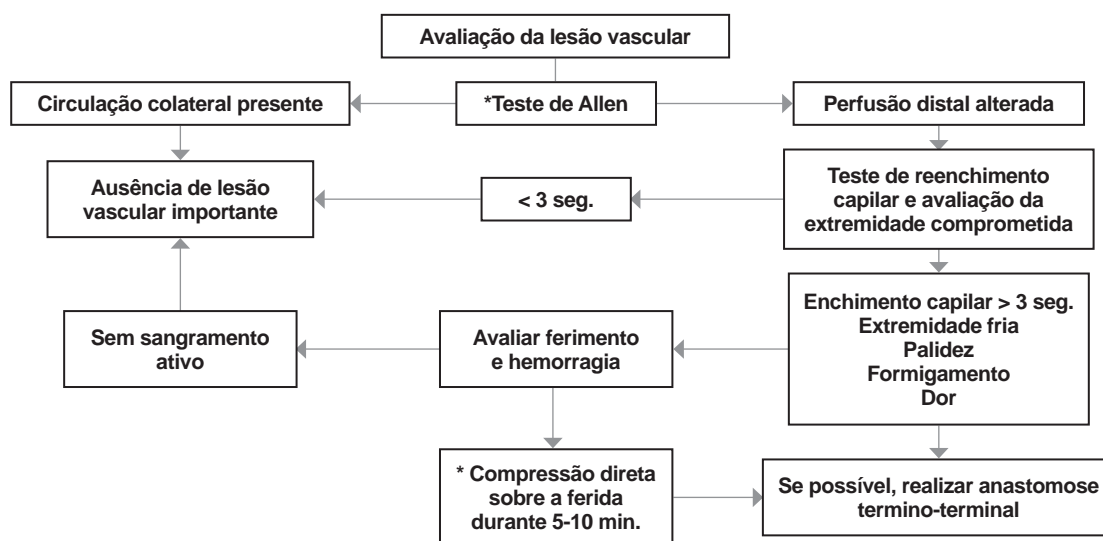 Avaliação da lesão vascular
Circulação colateral presente
*Teste de Allen
Perfusão distal alterada
Ausência de lesão
vascular importante
< 3 seg.
Teste de reenchimento
capilar e avaliação da
extremidade comprometida
Sem sangramento
ativo
Avaliar ferimento
e hemorragia
Enchimento capilar > 3 seg.
Extremidade fria
Palidez
Formigamento
Dor
* Compressão direta
sobre a ferida
durante 5-10 min.
Se possível, realizar anastomose
termino-terminal